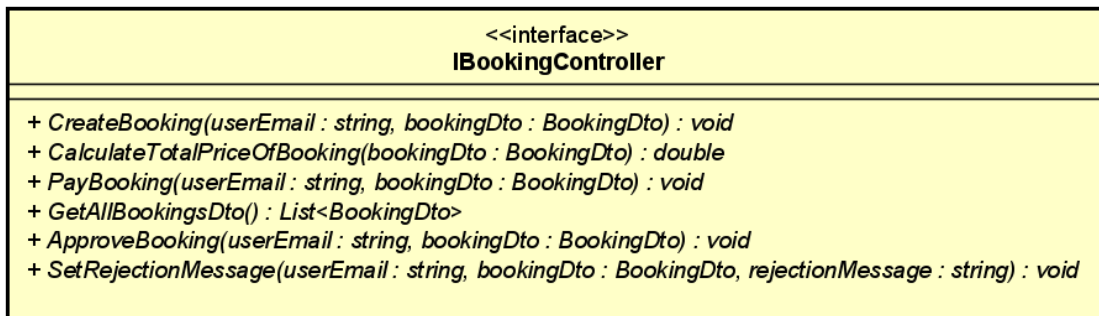 <<interface>>
IBookingController
+ CreateBooking(userEmail : string, bookingDto : BookingDto) : void
+ CalculateTotalPriceOfBooking(bookingDto : BookingDto) : double
+ PayBooking(userEmail : string, bookingDto : BookingDto) : void
+ GetAllBookingsDto() : List<BookingDto>
+ ApproveBooking(userEmail : string, bookingDto : BookingDto) : void
+ SetRejectionMessage(userEmail : string, bookingDto : BookingDto, rejectionMessage : string) : void